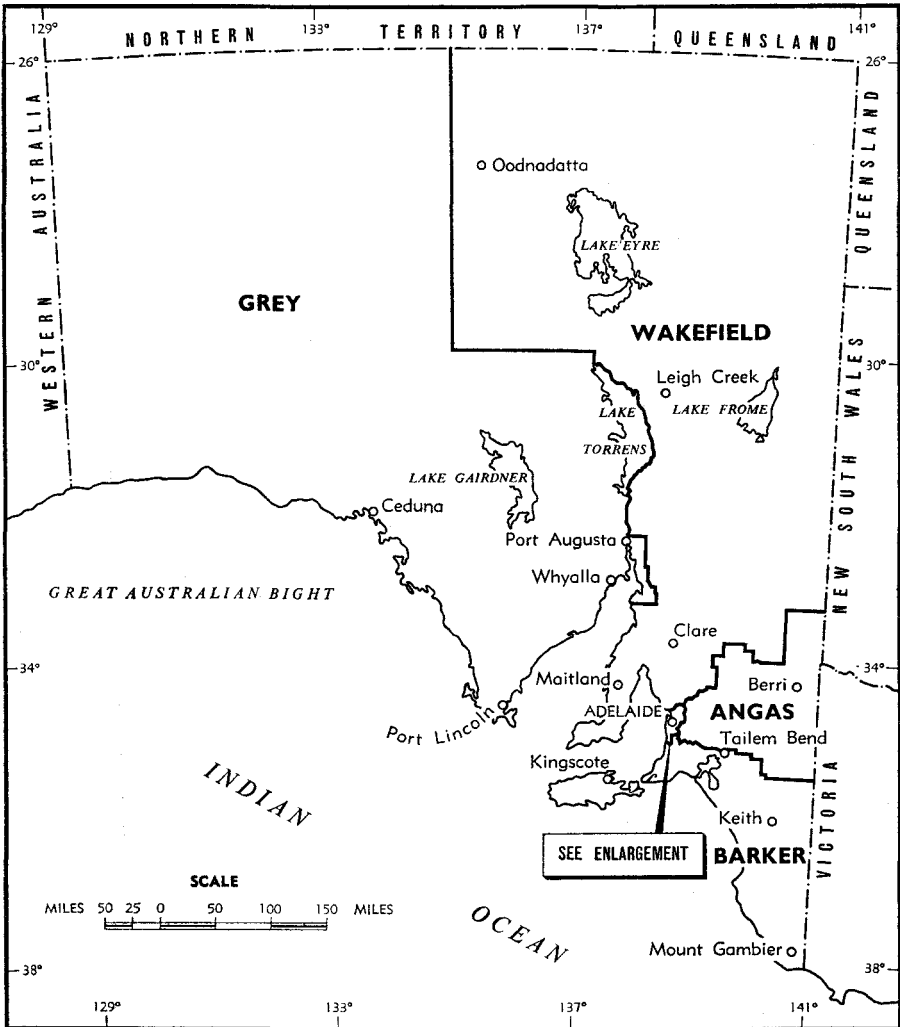 129°
133°
137°
141°
NORTHERN TERRITORY
QUEENSLAND
26°
26°
WESTERN AUSTRALIA
QUEENSLAND
Oodnadatta
LAKE EYRE
GREY
WAKEFIELD
30°
30°
Leigh Creek
LAKE FROME
LAKE
TORRENS
NEW SOUTH WALES
LAKE GAIRDNER
Ceduna
Port Augusta
Whyalla
GREAT AUSTRALIAN BIGHT
Clare
34°
34°
Maitland
Berri
ADELAIDE
ANGAS
Port Lincoln
Tailem Bend
Kingscote
INDIAN
Keith
VICTORIA
SEE ENLARGEMENT
BARKER
SCALE
MILES 50 25 0 50 100 150 MILES
OCEAN
Mount Gambier
38°
38°
129°
133°
137°
141°